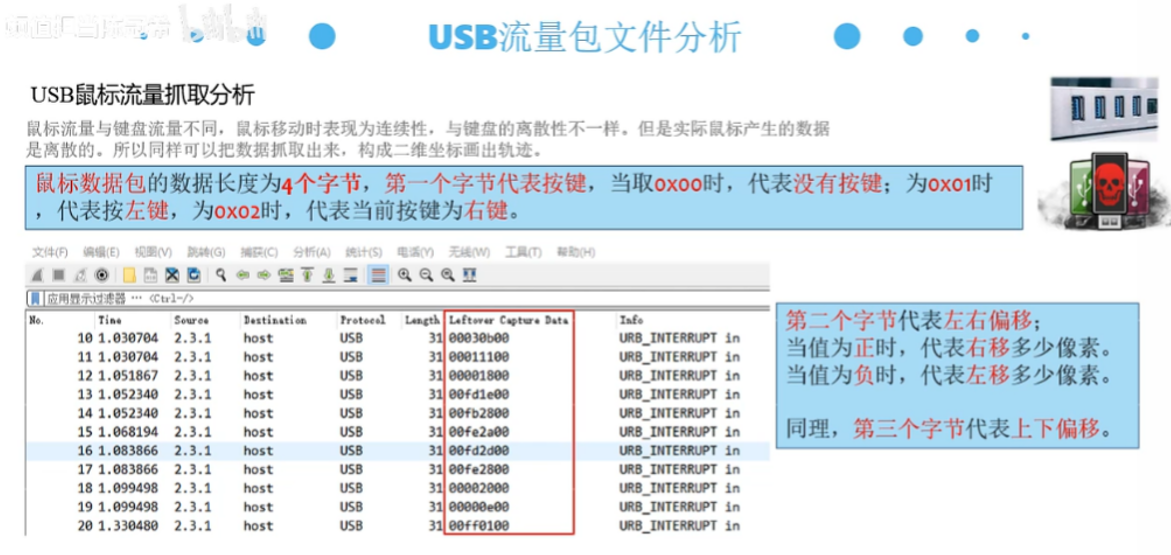 USB流量包文件分析
USB鼠标流量抓取分析
鼠标流量与键盘流量不同，鼠标移动时表现为连续性，与键盘的离散性不一样。但是实际鼠标产生的数据
是离散的。所以同样可以把数据抓取出来，构成二维坐标画出轨迹。
鼠标数据包的数据长度为4个字节，第一个字节代表按键，当取0x00时，代表没有按键；为0x01时
，代表按左键，为0x02时，代表当前按键为右键。
文件(F) 编辑(E) 视图(V) 跳转(G) 捕获(C) 分析(A) 统计(S) 电话(Y) 无线(W) 工具(T) 帮助(H)
应用显示过滤器 … <Ctrl-/>
No. Time Source Destination Protocol Length Leftover Capture Data Info
10 1.030704 2.3.1 host USB 31 00030b00 URB_INTERRUPT in
11 1.030704 2.3.1 host USB 31 00011100 URB_INTERRUPT in
12 1.051867 2.3.1 host USB 31 00001800 URB_INTERRUPT in
13 1.052340 2.3.1 host USB 31 00fd1e00 URB_INTERRUPT in
14 1.052340 2.3.1 host USB 31 00fb2800 URB_INTERRUPT in
15 1.068194 2.3.1 host USB 31 00fe2a00 URB_INTERRUPT in
16 1.083866 2.3.1 host USB 31 00fd2d00 URB_INTERRUPT in
17 1.083866 2.3.1 host USB 31 00fe2800 URB_INTERRUPT in
18 1.099498 2.3.1 host USB 31 00002000 URB_INTERRUPT in
19 1.099498 2.3.1 host USB 31 00000e00 URB_INTERRUPT in
20 1.330480 2.3.1 host USB 31 00ff0100 URB_INTERRUPT in
第二个字节代表左右偏移；
当值为正时，代表右移多少像素。
当值为负时，代表左移多少像素。
同理，第三个字节代表上下偏移。